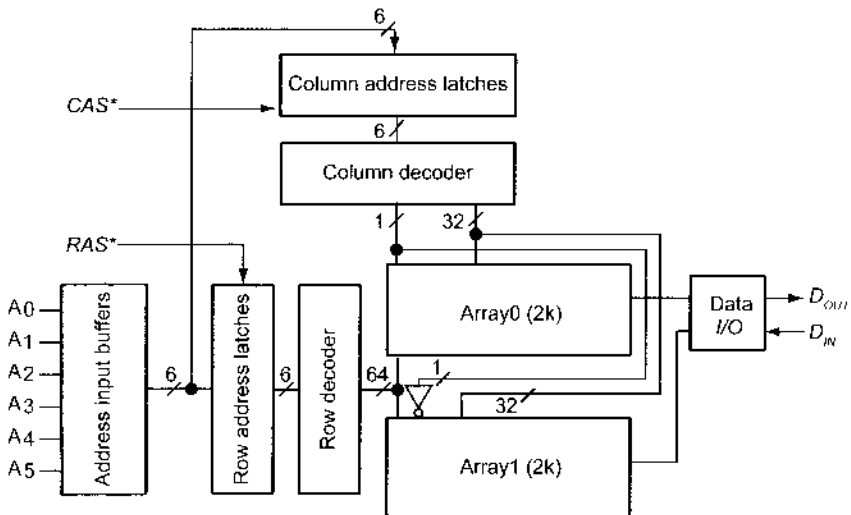 6
Column address latches
CAS*
6
Column decoder
1
32
RAS*
A0
A1
A2
A3
A4
A5
Address input buffers
6
Row address latches
6
Row decoder
64
Array0 (2k)
1
32
Array1 (2k)
Data
I/O
D_OUT
D_IN